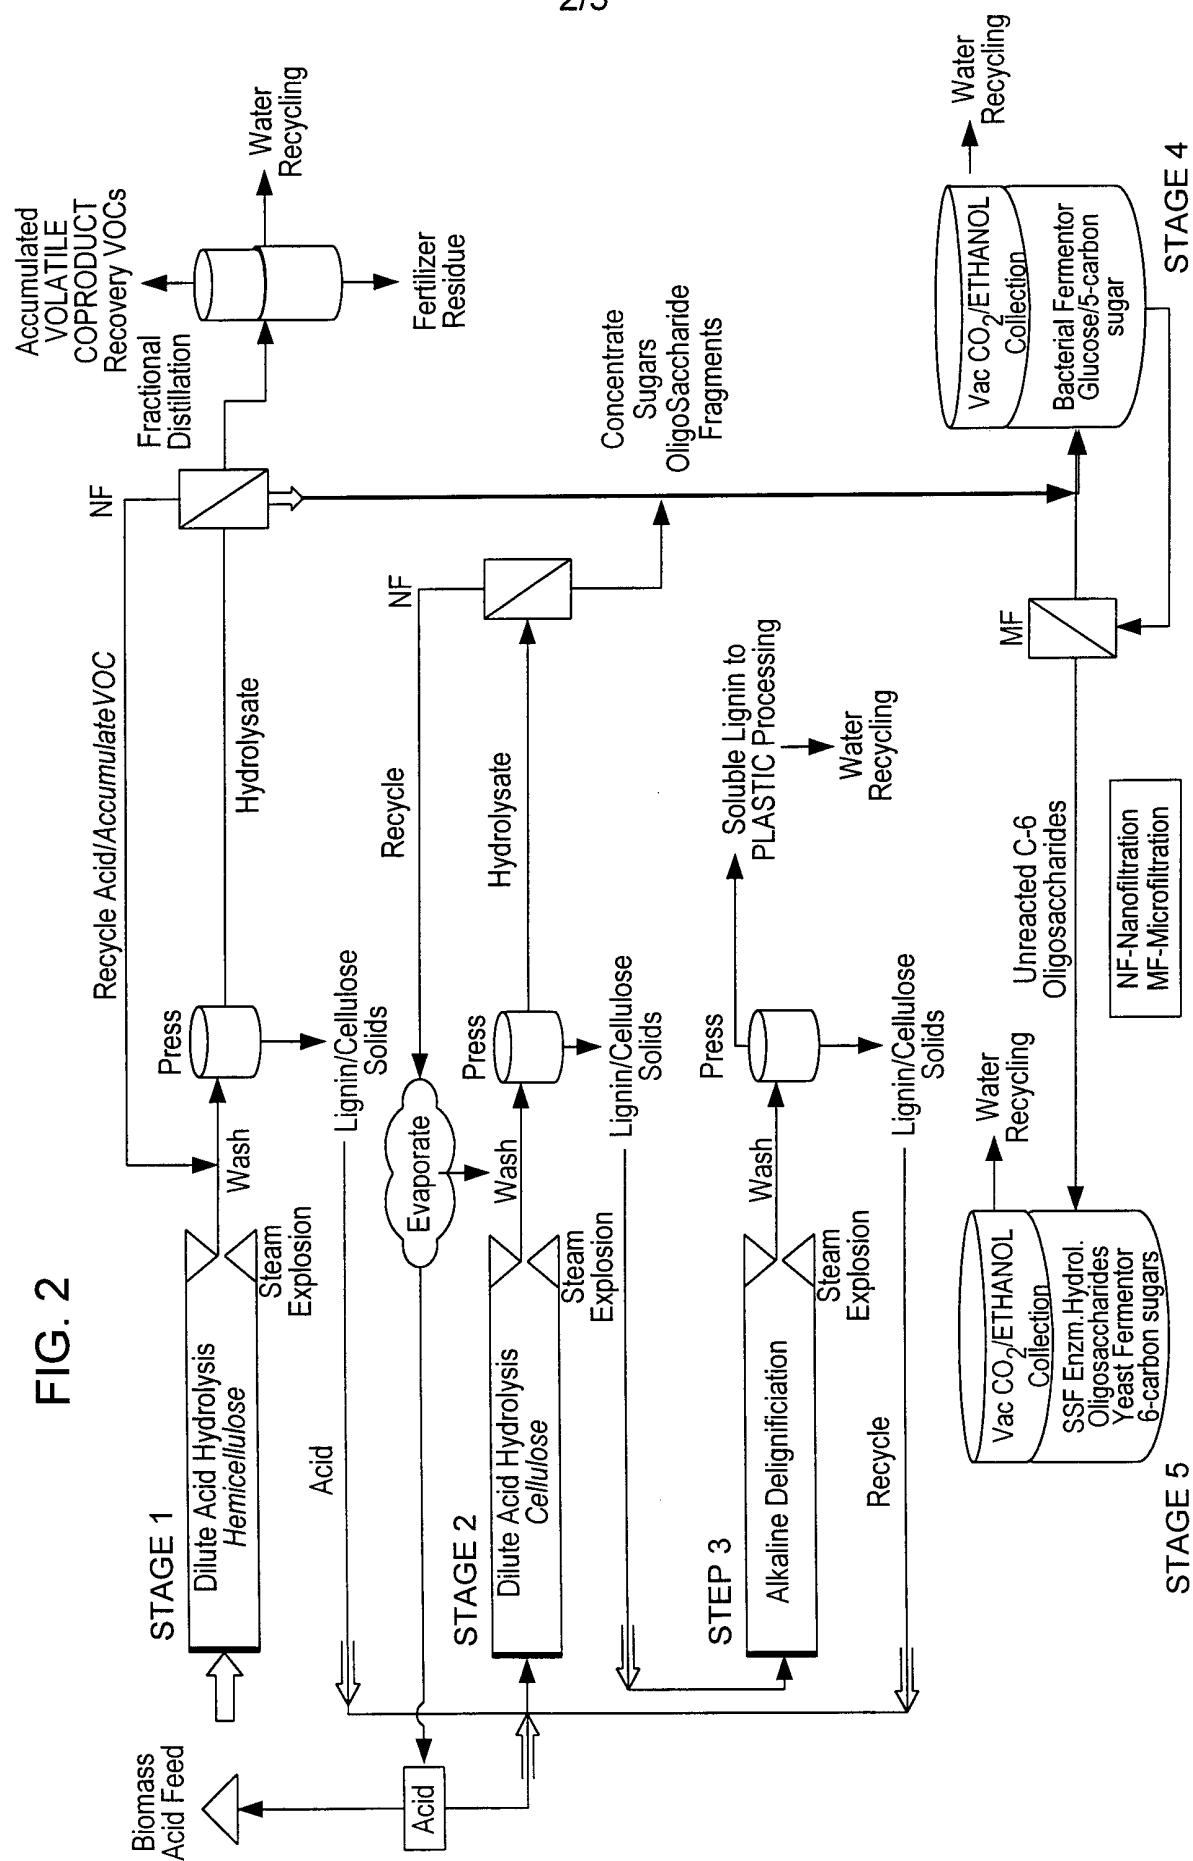 2/5
FIG. 2
Biomass
Acid Feed
STAGE 1
Dilute Acid Hydrolysis
Hemicellulose
Steam
Explosion
Wash
Press
Recycle Acid/AccumulateVOC
Hydrolysate
NF
Fractional
Distillation
Accumulated
VOLATILE
COPRODUCT
Recovery VOCs
Water
Recycling
Fertilizer
Residue
Acid
Lignin/Cellulose
Solids
Acid
Evaporate
Recycle
NF
STAGE 2
Dilute Acid Hydrolysis
Cellulose
Steam
Explosion
Wash
Press
Hydrolysate
Concentrate
Sugars
OligoSaccharide
Fragments
Lignin/Cellulose
Solids
STEP 3
Alkaline Delignificiation
Steam
Explosion
Wash
Press
Soluble Lignin to
PLASTIC Processing
Water
Recycling
Recycle
Lignin/Cellulose
Solids
STAGE 5
Vac CO2/ETHANOL
Collection
SSF Enzm.Hydrol.
Oligosaccharides
Yeast Fermentor
6-carbon sugars
Water
Recycling
Unreacted C-6
Oligosaccharides
MF
Vac CO2/ETHANOL
Collection
Bacterial Fermentor
Glucose/5-carbon
sugar
Water
Recycling
STAGE 4
NF-Nanofiltration
MF-Microfiltration